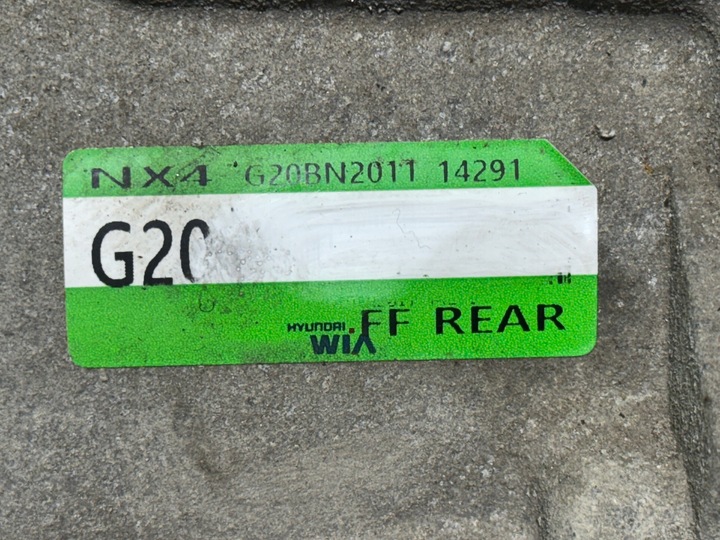 NX4 G20BN2011 14291
G20
HYUNDAI
WIA
FF REAR